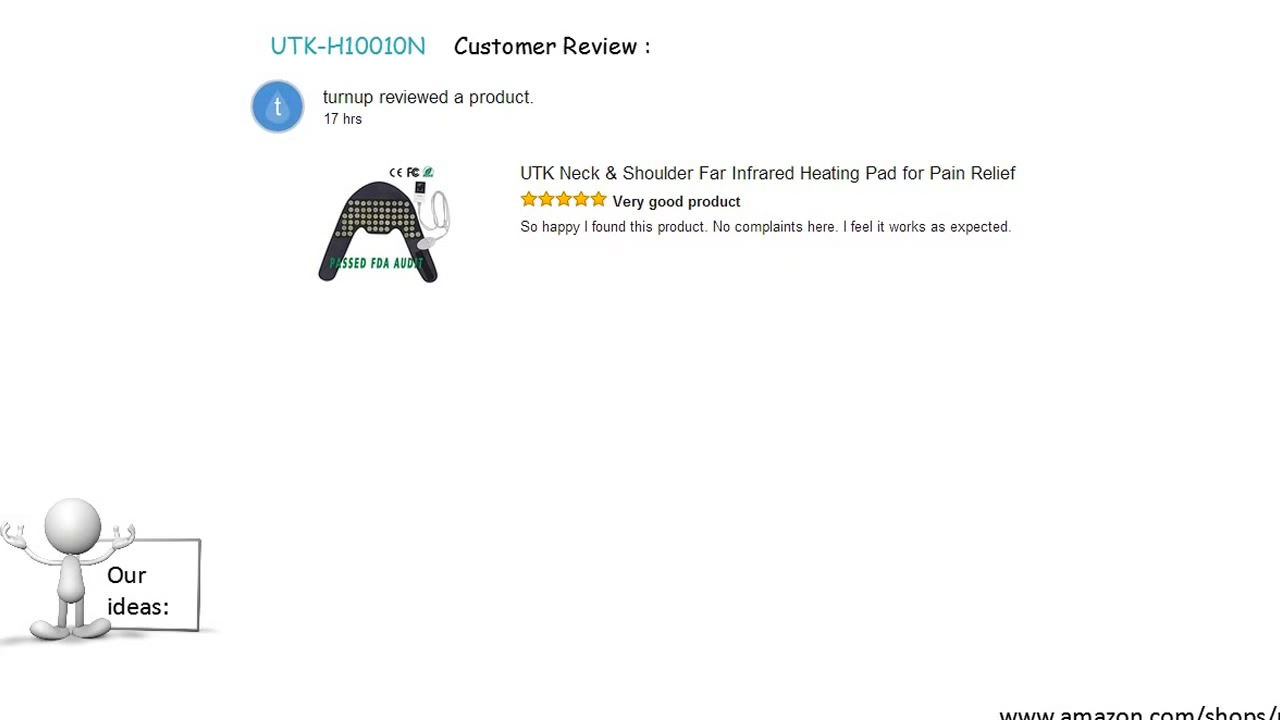 UTK-H10010N Customer Review :
t
turnup reviewed a product.
17 hrs
CE FC
PASSED FDA AUDIT
UTK Neck & Shoulder Far Infrared Heating Pad for Pain Relief
Very good product
So happy I found this product. No complaints here. I feel it works as expected.
Our
ideas:
www.amazon.com/shops/